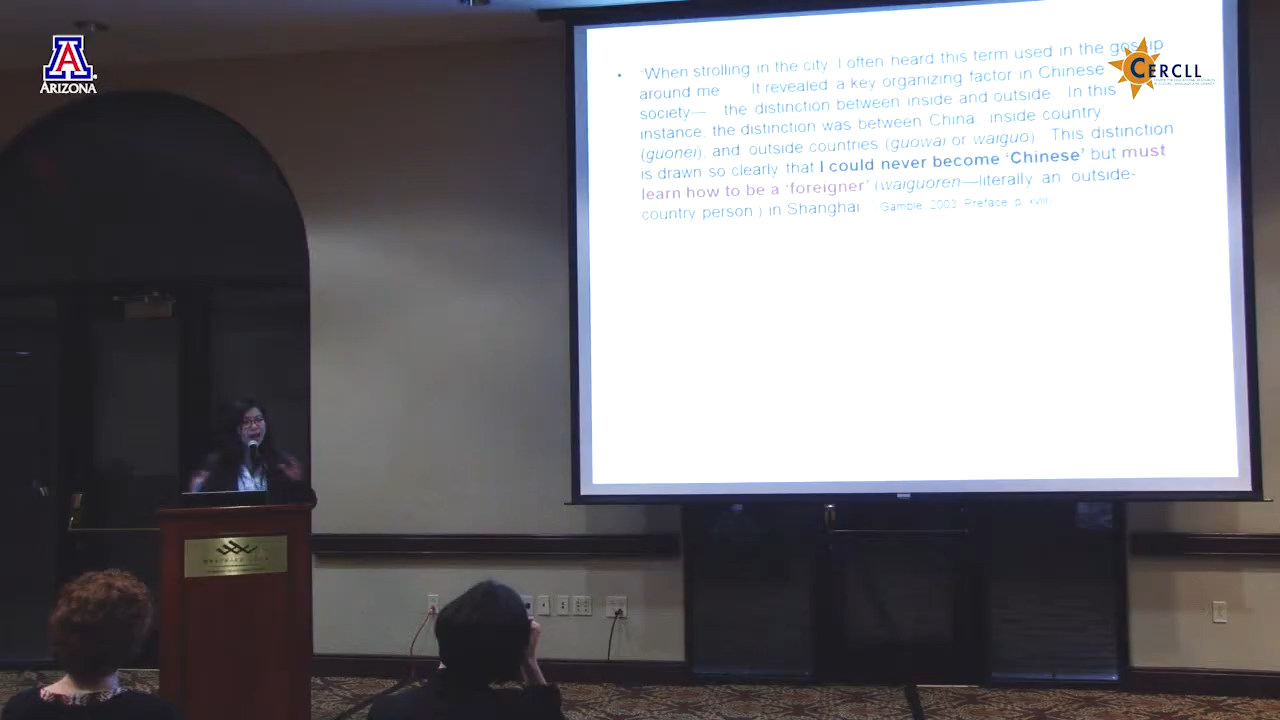 A
ARIZONA
CERCLL
• "When strolling in the city, I often heard this term used in the gossip
around me It revealed a key organizing factor in Chinese
society— the distinction between inside and outside. In this
instance, the distinction was between China, inside country
(guonei), and outside countries (guowai or waiguo). This distinction
is drawn so clearly that I could never become 'Chinese' but must
learn how to be a 'foreigner' (waiguoren—literally an outside-
country person ) in Shanghai Gamble, 2003, Preface, p. xviii)